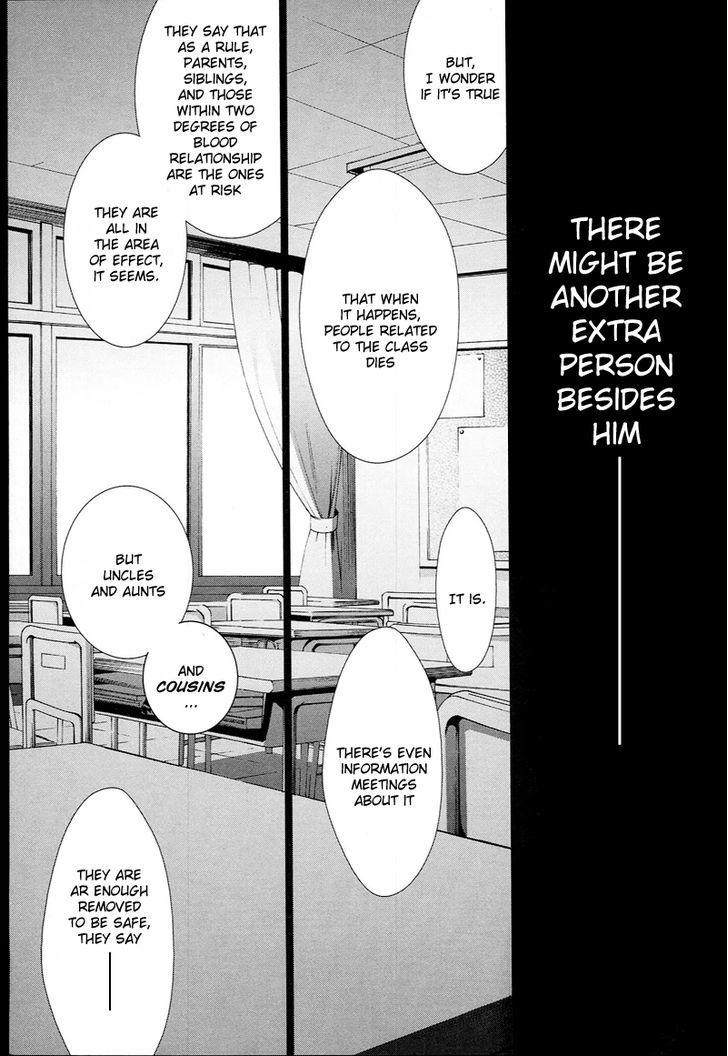 THERE
MIGHT BE
ANOTHER
EXTRA
PERSON
BESIDES
HIM
BUT,
I WONDER
IF IT'S TRUE
THAT WHEN
IT HAPPENS,
PEOPLE RELATED
TO THE CLASS
DIES
IT IS.
THERE'S EVEN
INFORMATION
MEETINGS
ABOUT IT
THEY SAY THAT
AS A RULE,
PARENTS,
SIBLINGS,
AND THOSE
WITHIN TWO
DEGREES OF
BLOOD
RELATIONSHIP
ARE THE ONES
AT RISK
THEY ARE
ALL IN
THE AREA
OF EFFECT,
IT SEEMS.
BUT
UNCLES
AND AUNTS
AND
COUSINS
...
THEY ARE
AR ENOUGH
REMOVED
TO BE SAFE,
THEY SAY